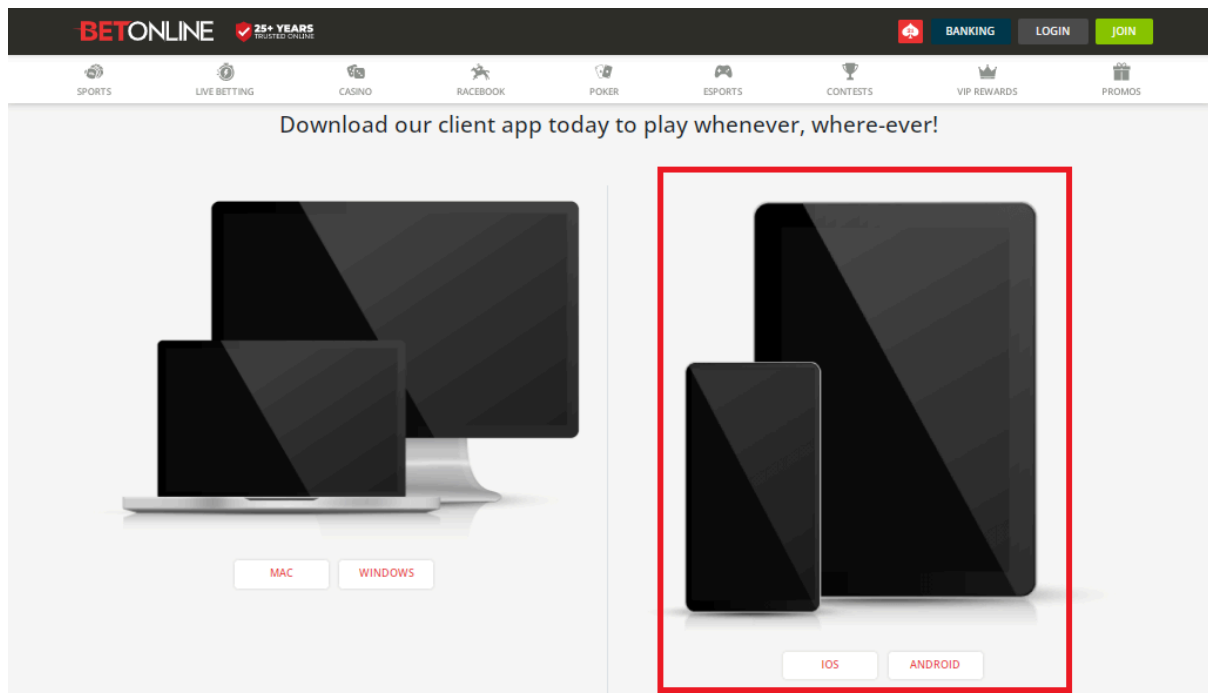 BETONLINE 25+ YEARS BANKING LOGIN JOIN
TRUSTED ONLINE
SPORTS LIVE BETTING CASINO RACEBOOK POKER ESPORTS CONTESTS VIP REWARDS PROMOS
Download our client app today to play whenever, where-ever!
MAC WINDOWS
IOS ANDROID